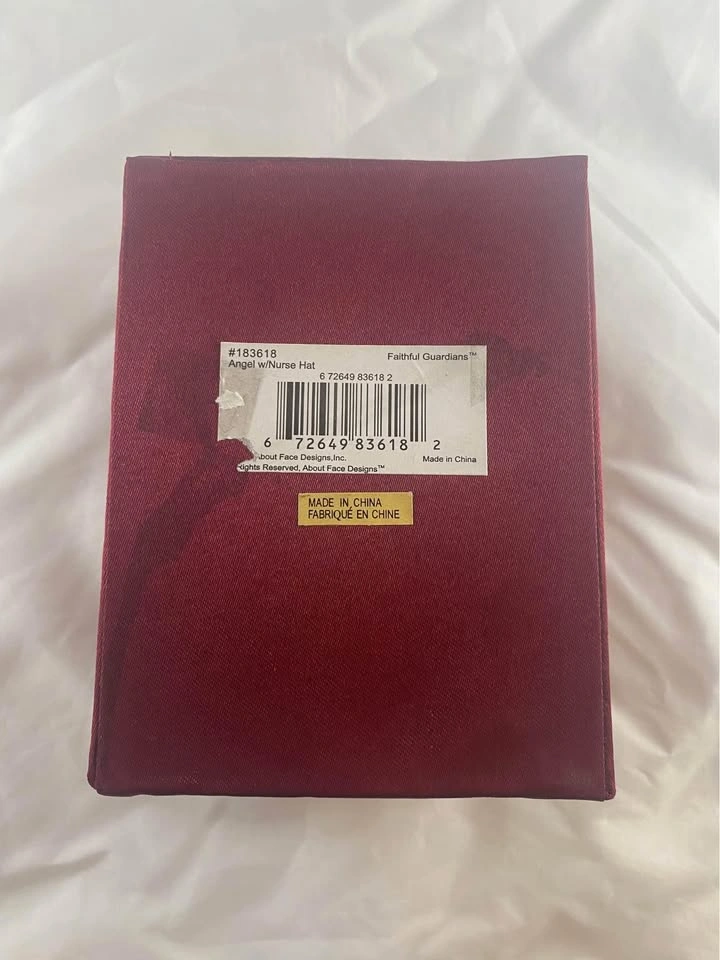 #183618 Faithful Guardians™
Angel w/Nurse Hat
6 72649 83618 2
6 72649 83618 2
About Face Designs,Inc. Made in China
Rights Reserved, About Face Designs™
MADE IN CHINA
FABRIQUÉ EN CHINE